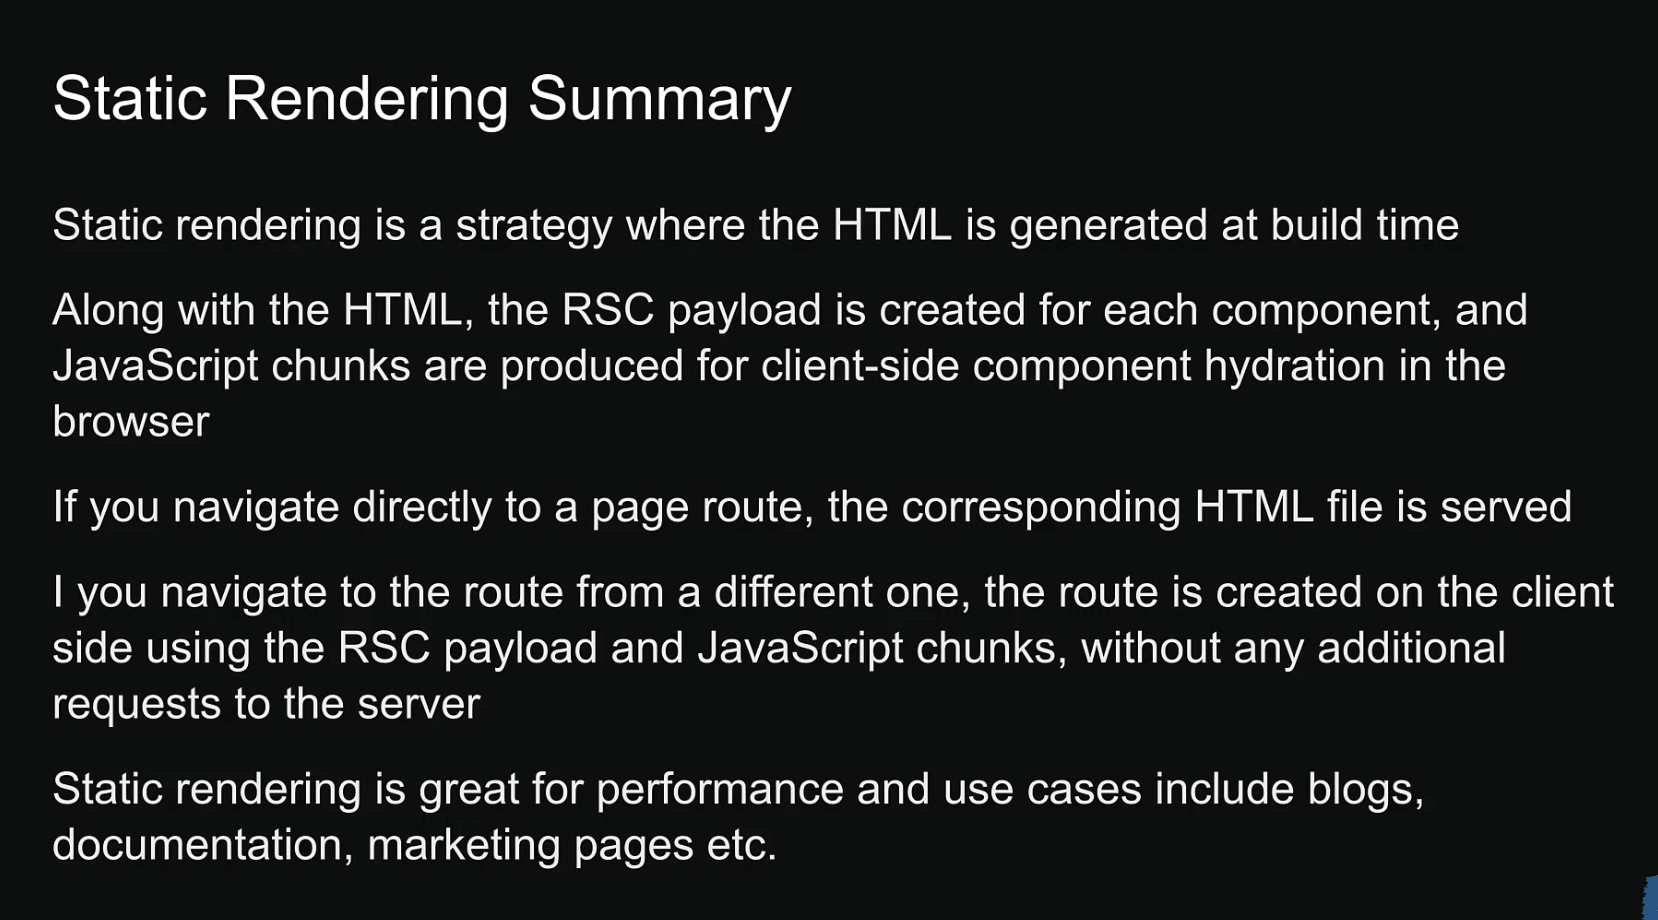 Static Rendering Summary
Static rendering is a strategy where the HTML is generated at build time
Along with the HTML, the RSC payload is created for each component, and
JavaScript chunks are produced for client-side component hydration in the
browser
If you navigate directly to a page route, the corresponding HTML file is served
I you navigate to the route from a different one, the route is created on the client
side using the RSC payload and JavaScript chunks, without any additional
requests to the server
Static rendering is great for performance and use cases include blogs,
documentation, marketing pages etc.